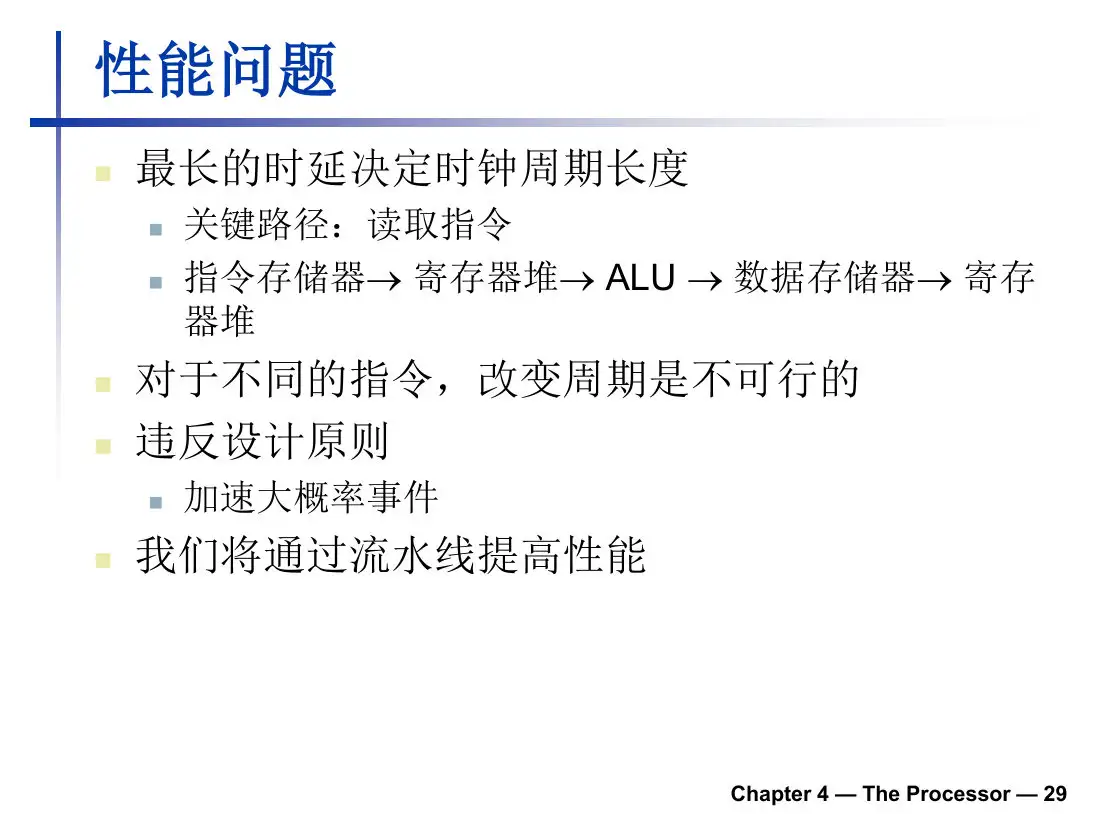 性能问题
最长的时延决定时钟周期长度
关键路径：读取指令
指令存储器→ 寄存器堆→ ALU → 数据存储器→ 寄存
器堆
对于不同的指令，改变周期是不可行的
违反设计原则
加速大概率事件
我们将通过流水线提高性能
Chapter 4 — The Processor — 29